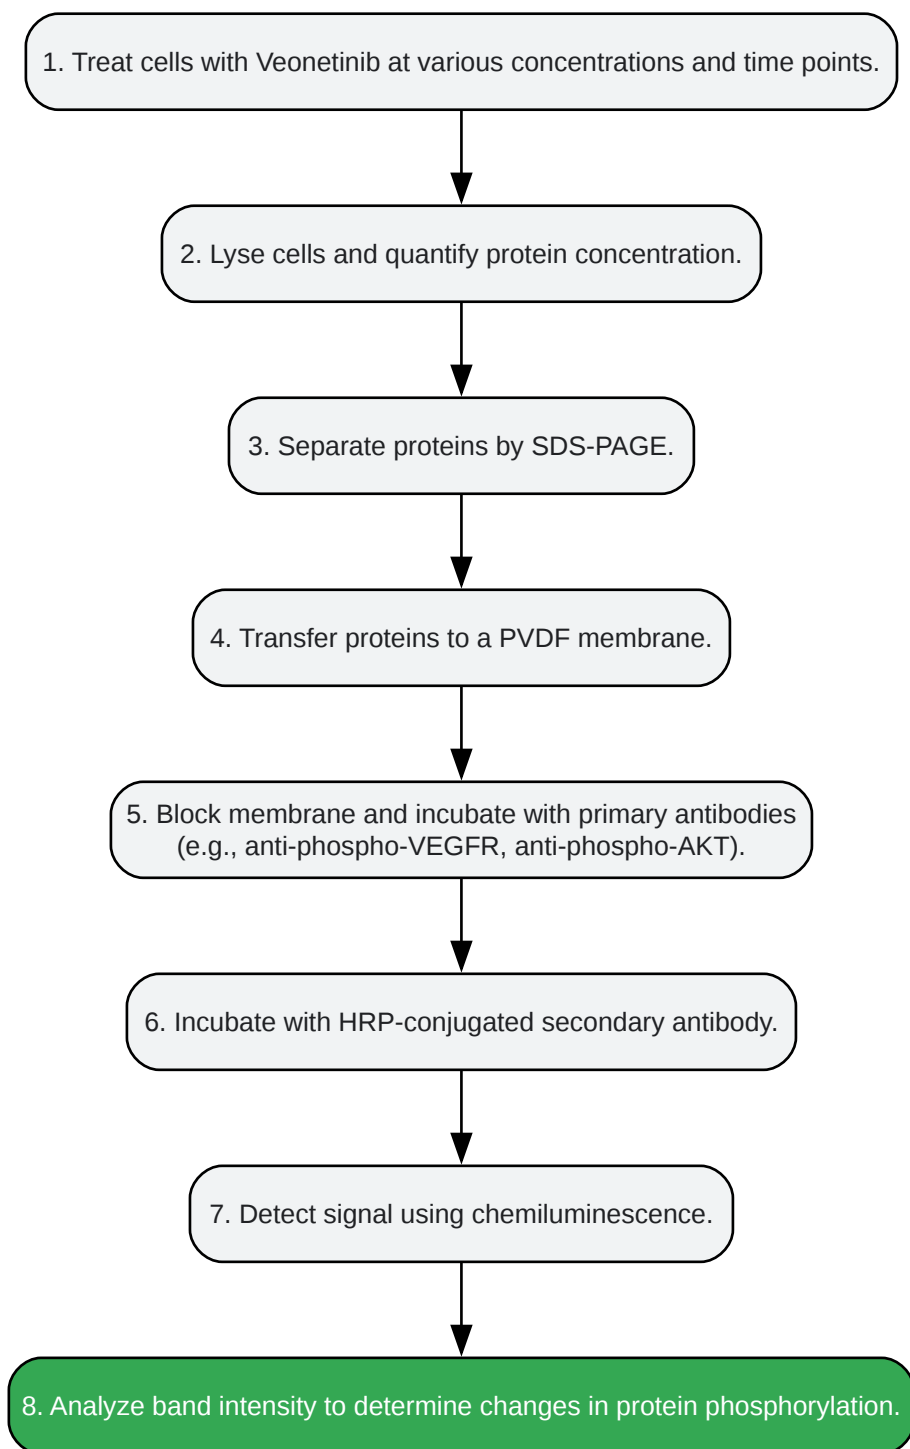 1. Treat cells with Veonetinib at various concentrations and time points.
2. Lyse cells and quantify protein concentration.
3. Separate proteins by SDS-PAGE.
4. Transfer proteins to a PVDF membrane.
5. Block membrane and incubate with primary antibodies
(e.g., anti-phospho-VEGFR, anti-phospho-AKT).
6. Incubate with HRP-conjugated secondary antibody.
7. Detect signal using chemiluminescence.
8. Analyze band intensity to determine changes in protein phosphorylation.